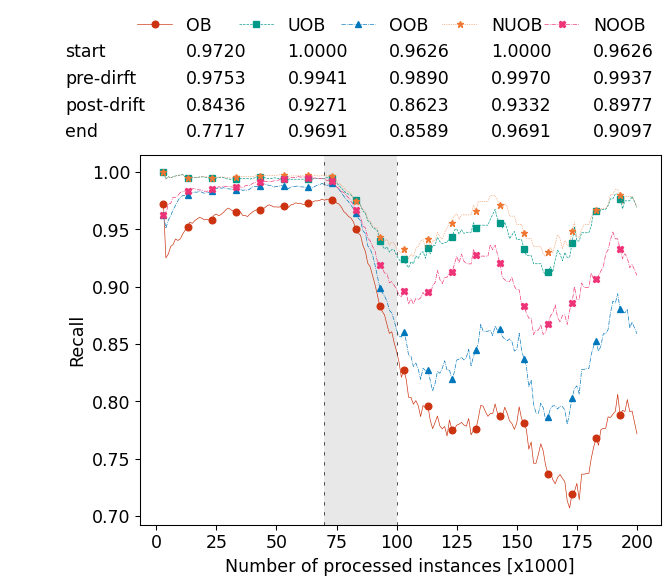 OB UOB OOB NUOB NOOB
start 0.9720 1.0000 0.9626 1.0000 0.9626
pre-dirft 0.9753 0.9941 0.9890 0.9970 0.9937
post-drift 0.8436 0.9271 0.8623 0.9332 0.8977
end 0.7717 0.9691 0.8589 0.9691 0.9097
1.00
0.95
0.90
0.85
0.80
0.75
0.70
Recall
0 25 50 75 100 125 150 175 200
Number of processed instances [x1000]